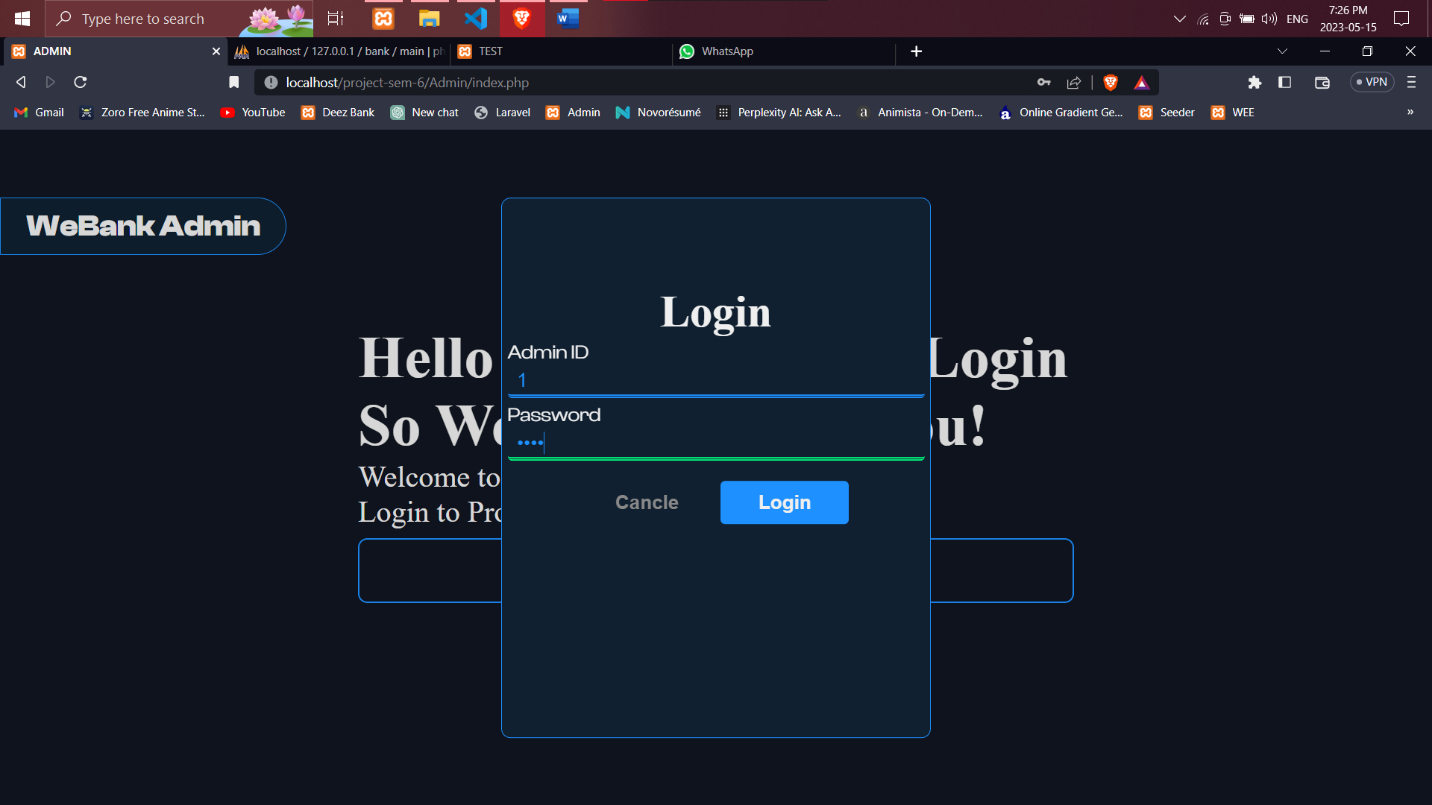 Type here to search
ENG
7:26 PM
2023-05-15
ADMIN
localhost / 127.0.0.1 / bank / main | ph
TEST
WhatsApp
localhost/project-sem-6/Admin/index.php
VPN
Gmail
Zoro Free Anime St...
YouTube
Deez Bank
New chat
Laravel
Admin
Novorésumé
Perplexity AI: Ask A...
Animista - On-Dem...
Online Gradient Ge...
Seeder
WEE
»
WeBank Admin
Login
Hello
Login
Admin ID
1
So We
ou!
Password
••••
Welcome to
Login to Pro
Cancle
Login